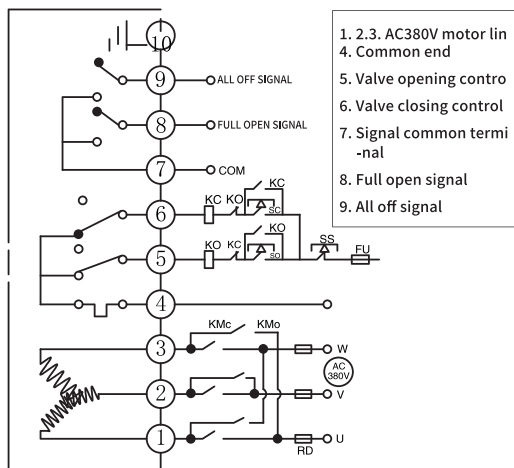 1. 2.3. AC380V motor lin
4. Common end
5. Valve opening contro
6. Valve closing control
7. Signal common termi
-nal
8. Full open signal
9. All off signal
10
9 ALL OFF SIGNAL
8 FULL OPEN SIGNAL
7 COM
KC
6 KC KO SC
KO SS
5 KO KC SO FU
4
KMc KMo
3 W
AC
380V
2 V
1 U
RD